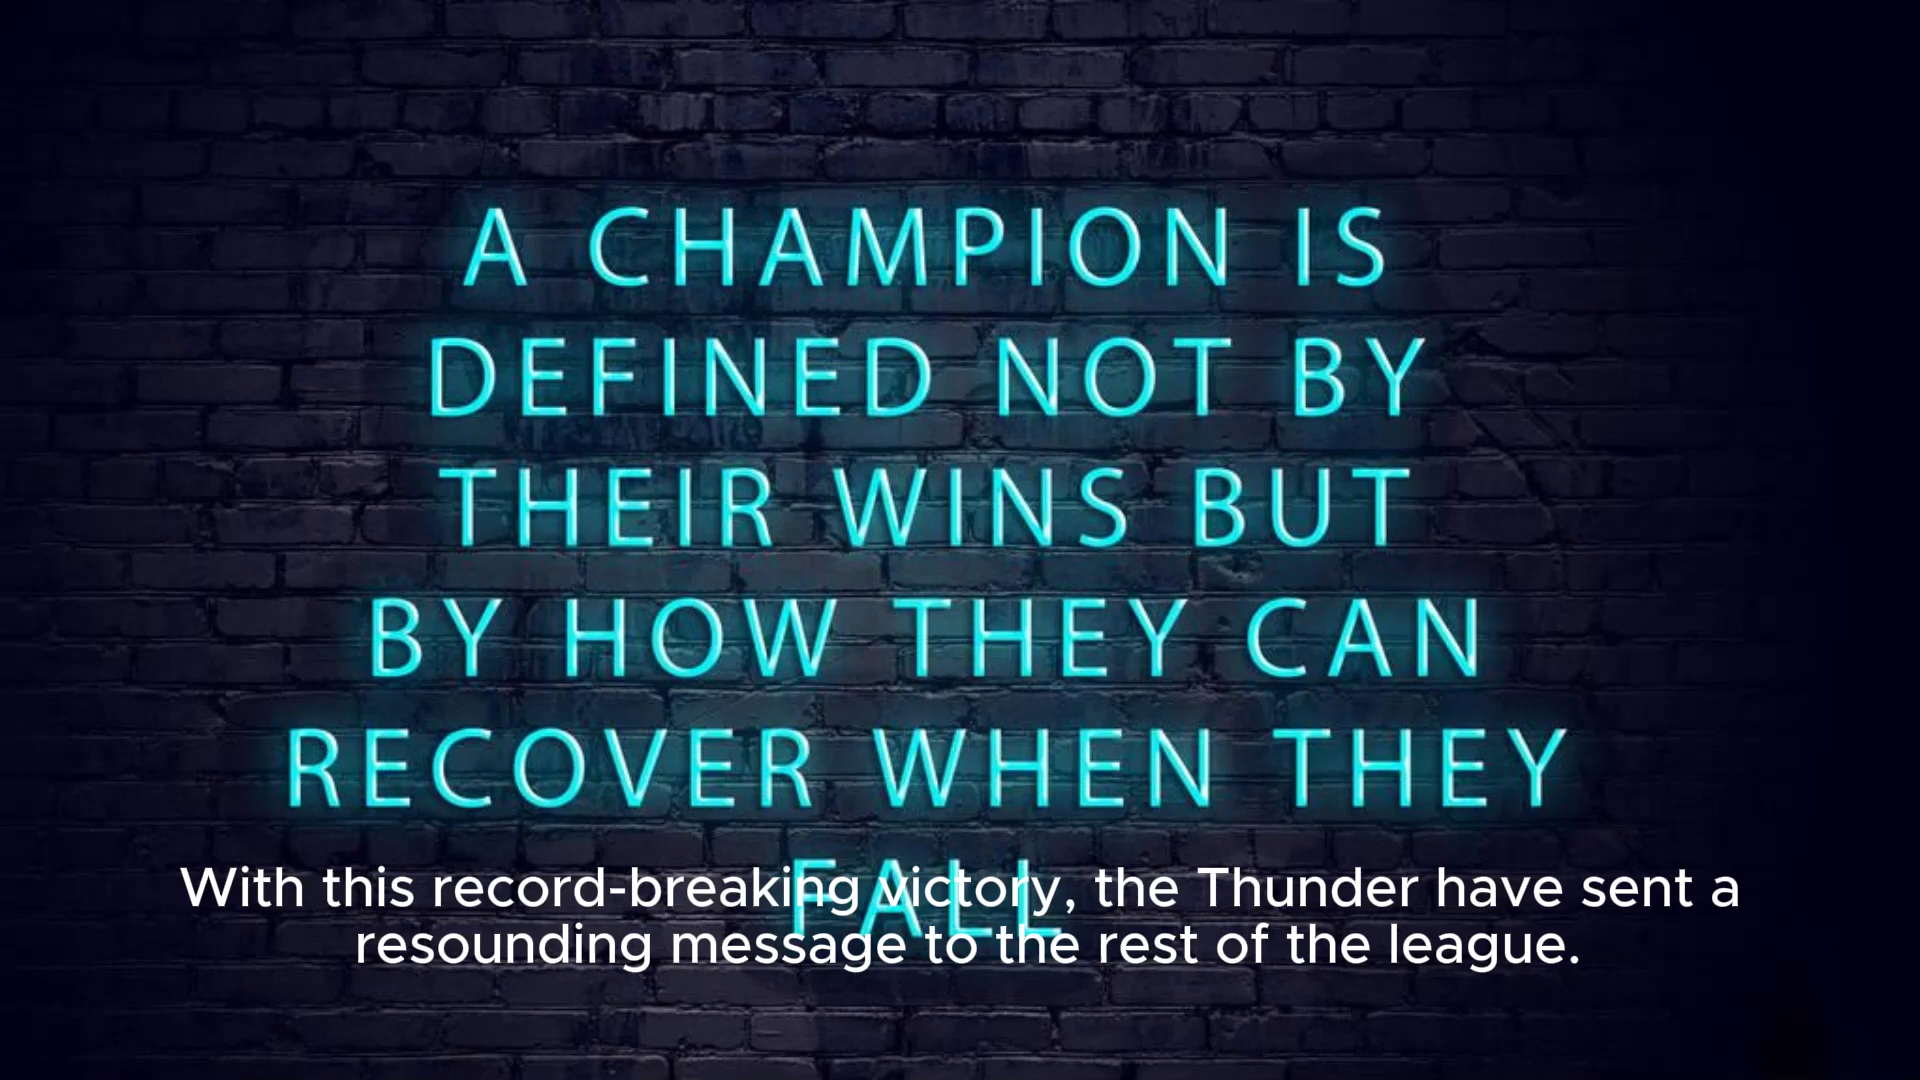 A CHAMPION IS
DEFINED NOT BY
THEIR WINS BUT
BY HOW THEY CAN
RECOVER WHEN THEY
FALL
With this record-breaking victory, the Thunder have sent a
resounding message to the rest of the league.